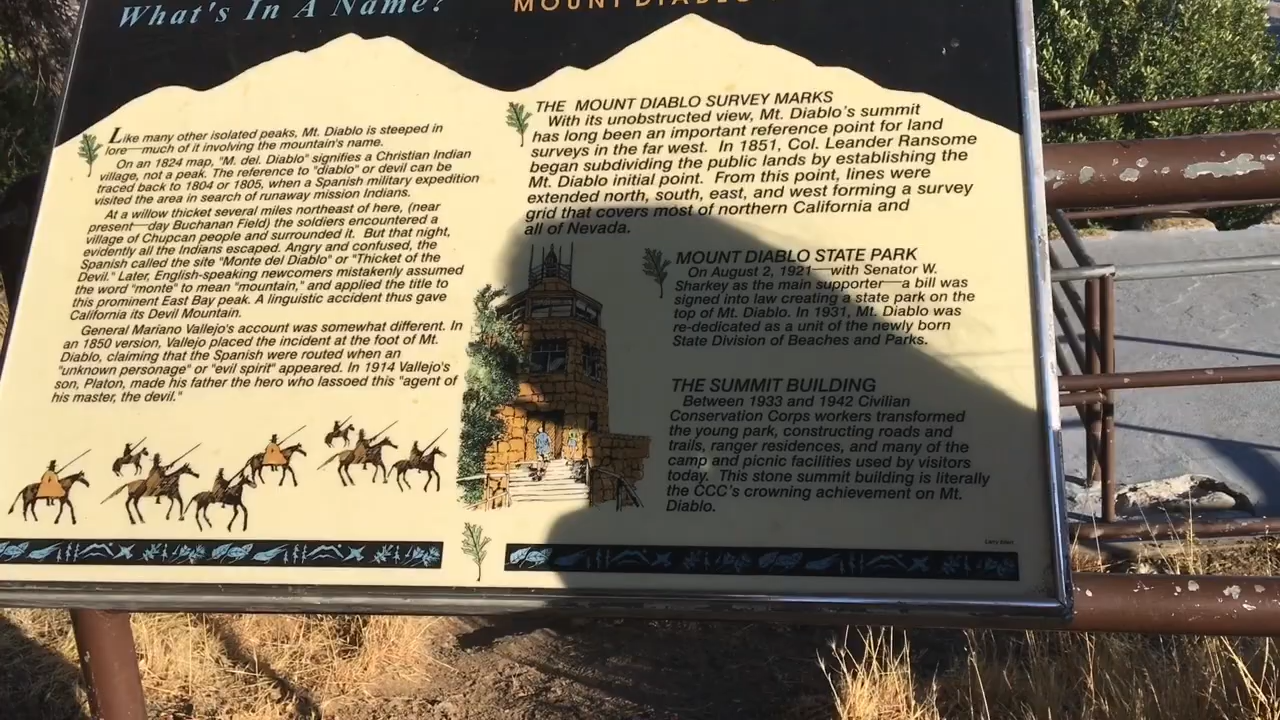 What's In A Name?
MOUNT DIABLO
Like many other isolated peaks, Mt. Diablo is steeped in
lore—much of it involving the mountain's name.
On an 1824 map, "M. del. Diablo" signifies a Christian Indian
village, not a peak. The reference to "diablo" or devil can be
traced back to 1804 or 1805, when a Spanish military expedition
visited the area in search of runaway mission Indians.
At a willow thicket several miles northeast of here, (near
present—day Buchanan Field) the soldiers encountered a
village of Chupcan people and surrounded it. But that night,
evidently all the Indians escaped. Angry and confused, the
Spanish called the site "Monte del Diablo" or "Thicket of the
Devil." Later, English-speaking newcomers mistakenly assumed
the word "monte" to mean "mountain," and applied the title to
this prominent East Bay peak. A linguistic accident thus gave
California its Devil Mountain.
General Mariano Vallejo's account was somewhat different. In
an 1850 version, Vallejo placed the incident at the foot of Mt.
Diablo, claiming that the Spanish were routed when an
"unknown personage" or "evil spirit" appeared. In 1914 Vallejo's
son, Platon, made his father the hero who lassoed this "agent of
his master, the devil."
THE MOUNT DIABLO SURVEY MARKS
With its unobstructed view, Mt. Diablo's summit
has long been an important reference point for land
surveys in the far west. In 1851, Col. Leander Ransome
began subdividing the public lands by establishing the
Mt. Diablo initial point. From this point, lines were
extended north, south, east, and west forming a survey
grid that covers most of northern California and
all of Nevada.
MOUNT DIABLO STATE PARK
On August 2, 1921—with Senator W.
Sharkey as the main supporter—a bill was
signed into law creating a state park on the
top of Mt. Diablo. In 1931, Mt. Diablo was
re-dedicated as a unit of the newly born
State Division of Beaches and Parks.
THE SUMMIT BUILDING
Between 1933 and 1942 Civilian
Conservation Corps workers transformed
the young park, constructing roads and
trails, ranger residences, and many of the
camp and picnic facilities used by visitors
today. This stone summit building is literally
the CCC's crowning achievement on Mt.
Diablo.